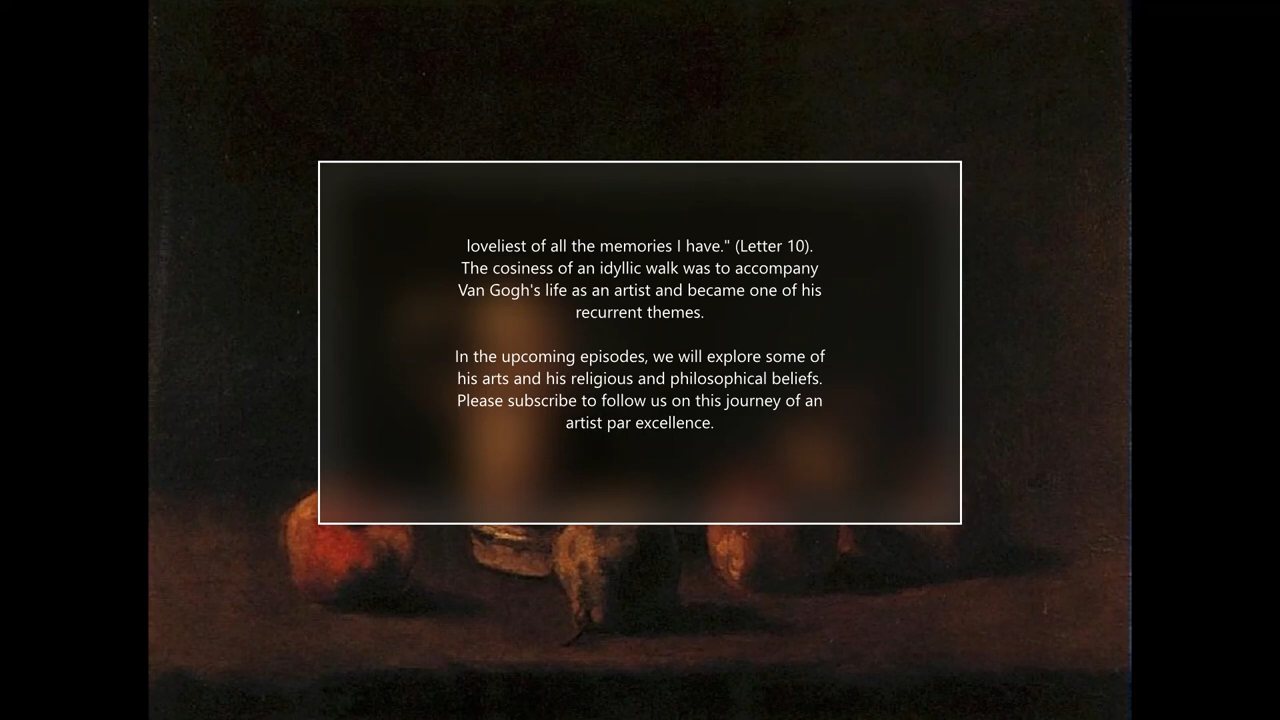 loveliest of all the memories I have." (Letter 10).
The cosiness of an idyllic walk was to accompany
Van Gogh's life as an artist and became one of his
recurrent themes.
In the upcoming episodes, we will explore some of
his arts and his religious and philosophical beliefs.
Please subscribe to follow us on this journey of an
artist par excellence.